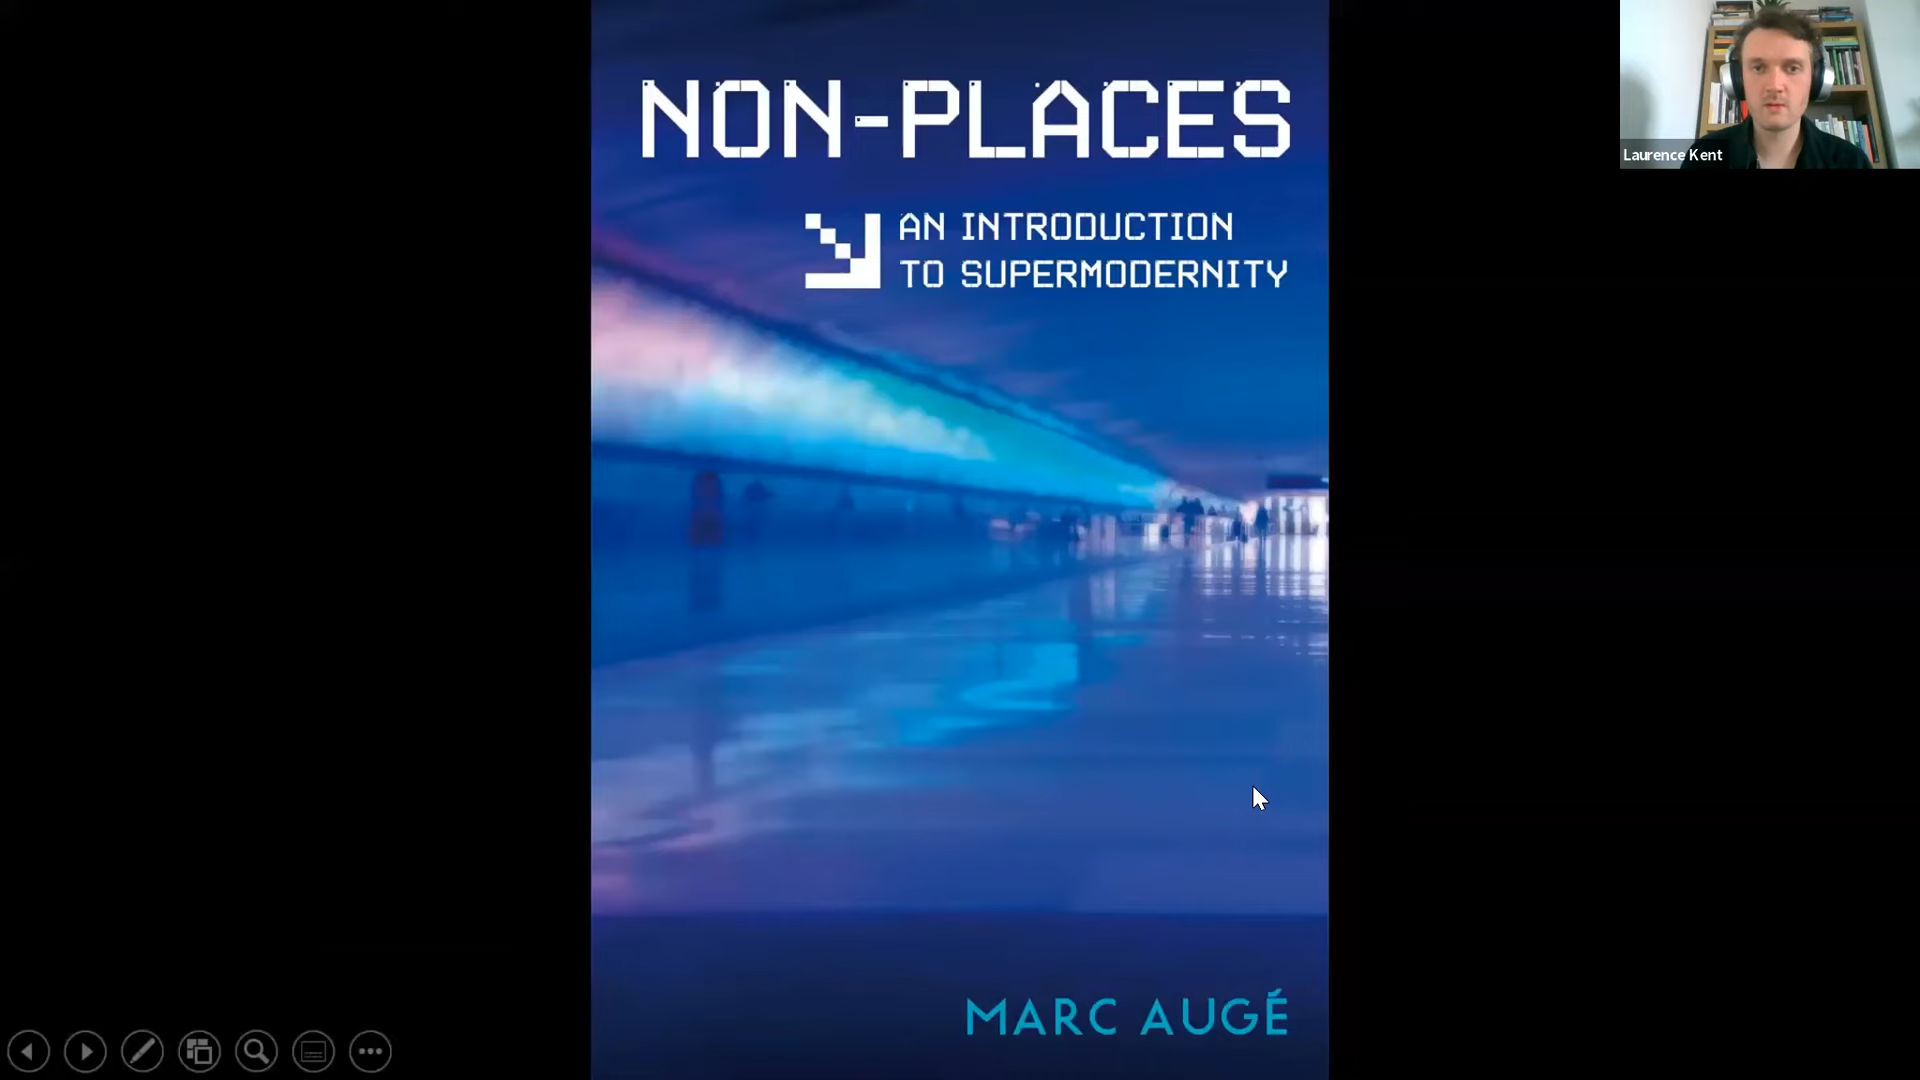 NON-PLACES
AN INTRODUCTION
TO SUPERMODERNITY
MARC AUGÉ
Laurence Kent